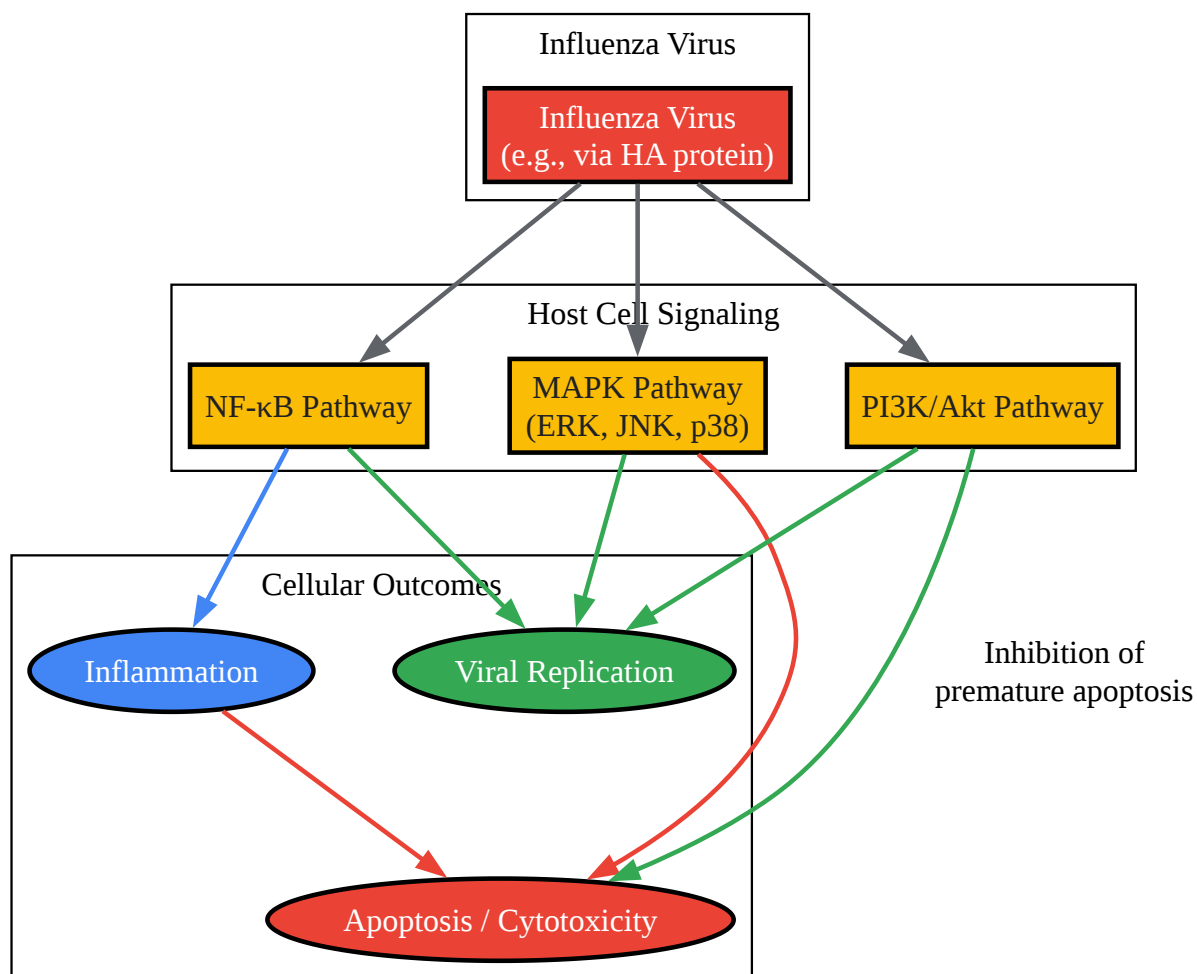 Influenza Virus
Influenza Virus
(e.g., via HA protein)
Host Cell Signaling
NF-κB Pathway
MAPK Pathway
(ERK, JNK, p38)
PI3K/Akt Pathway
Cellular Outcomes
Inflammation
Viral Replication
Inhibition of
premature apoptosis
Apoptosis / Cytotoxicity